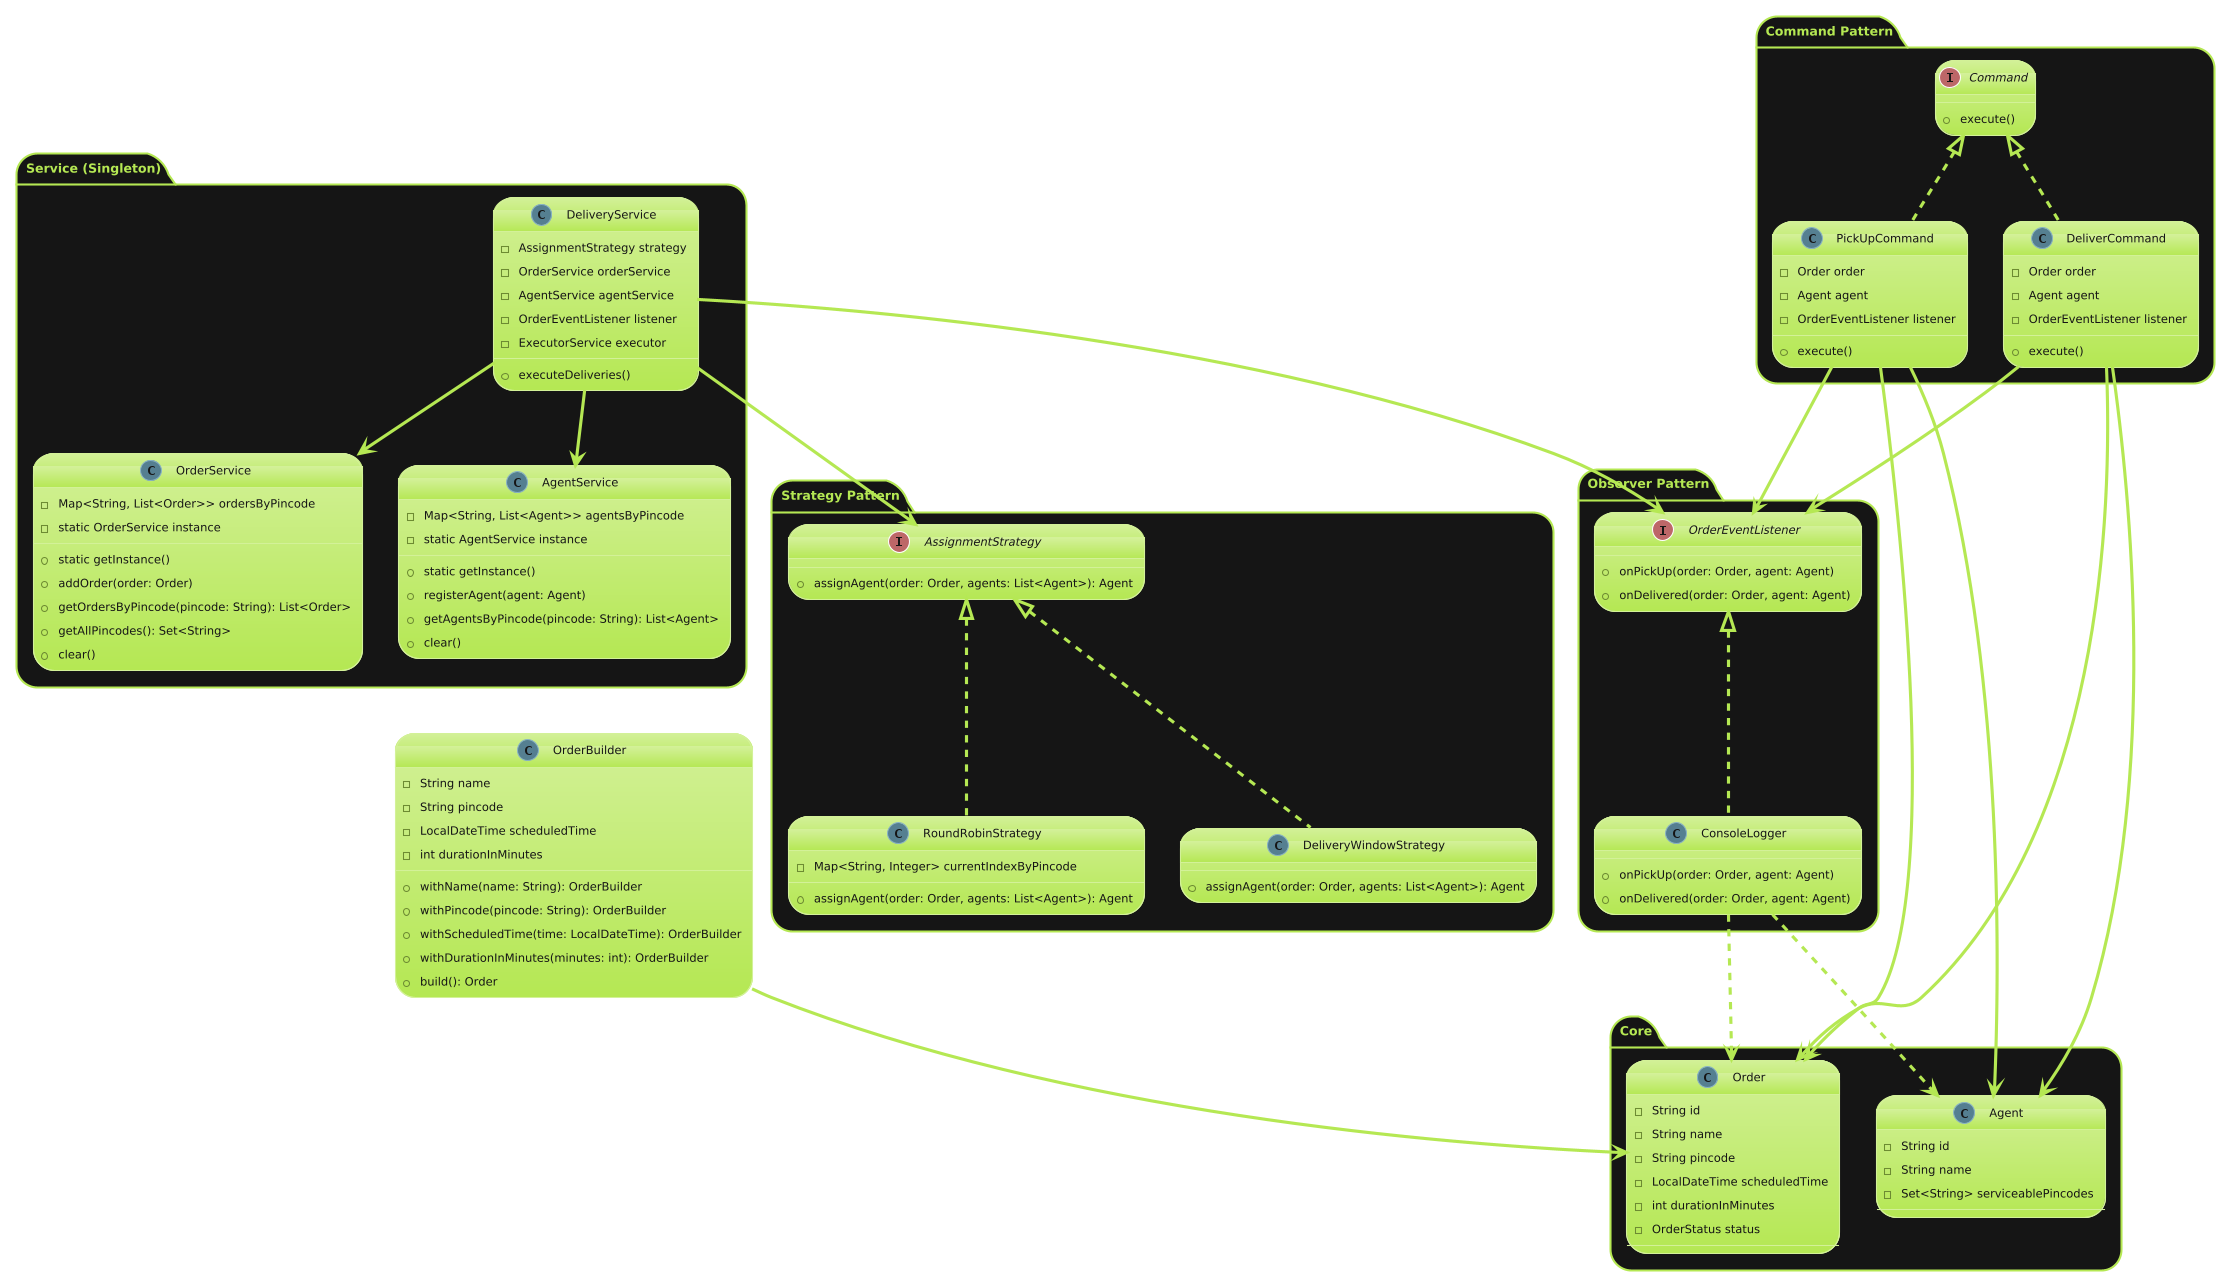 Command Pattern
I Command
execute()
C PickUpCommand
Order order
Agent agent
OrderEventListener listener
execute()
C DeliverCommand
Order order
Agent agent
OrderEventListener listener
execute()
Service (Singleton)
C DeliveryService
AssignmentStrategy strategy
OrderService orderService
AgentService agentService
OrderEventListener listener
ExecutorService executor
executeDeliveries()
C OrderService
Map<String, List<Order>> ordersByPincode
static OrderService instance
static getInstance()
addOrder(order: Order)
getOrdersByPincode(pincode: String): List<Order>
getAllPincodes(): Set<String>
clear()
C AgentService
Map<String, List<Agent>> agentsByPincode
static AgentService instance
static getInstance()
registerAgent(agent: Agent)
getAgentsByPincode(pincode: String): List<Agent>
clear()
Strategy Pattern
I AssignmentStrategy
assignAgent(order: Order, agents: List<Agent>): Agent
C RoundRobinStrategy
Map<String, Integer> currentIndexByPincode
assignAgent(order: Order, agents: List<Agent>): Agent
C DeliveryWindowStrategy
assignAgent(order: Order, agents: List<Agent>): Agent
Observer Pattern
I OrderEventListener
onPickUp(order: Order, agent: Agent)
onDelivered(order: Order, agent: Agent)
C ConsoleLogger
onPickUp(order: Order, agent: Agent)
onDelivered(order: Order, agent: Agent)
C OrderBuilder
String name
String pincode
LocalDateTime scheduledTime
int durationInMinutes
withName(name: String): OrderBuilder
withPincode(pincode: String): OrderBuilder
withScheduledTime(time: LocalDateTime): OrderBuilder
withDurationInMinutes(minutes: int): OrderBuilder
build(): Order
Core
C Order
String id
String name
String pincode
LocalDateTime scheduledTime
int durationInMinutes
OrderStatus status
C Agent
String id
String name
Set<String> serviceablePincodes